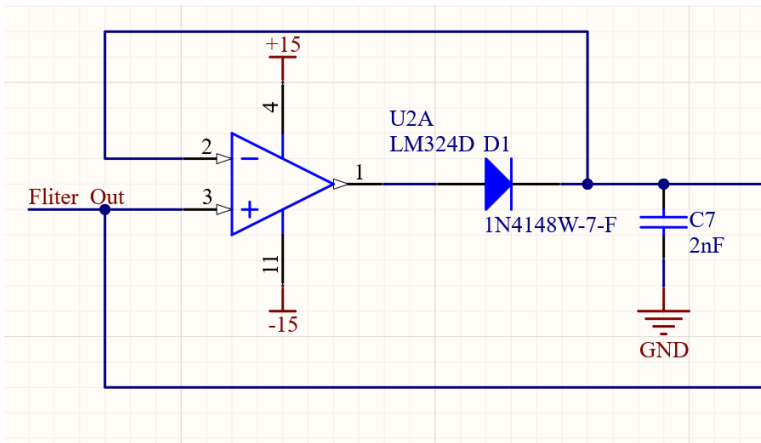 +15
4
U2A
LM324D D1
2
1
Fliter Out
3
1N4148W-7-F
C7
2nF
11
-15
GND